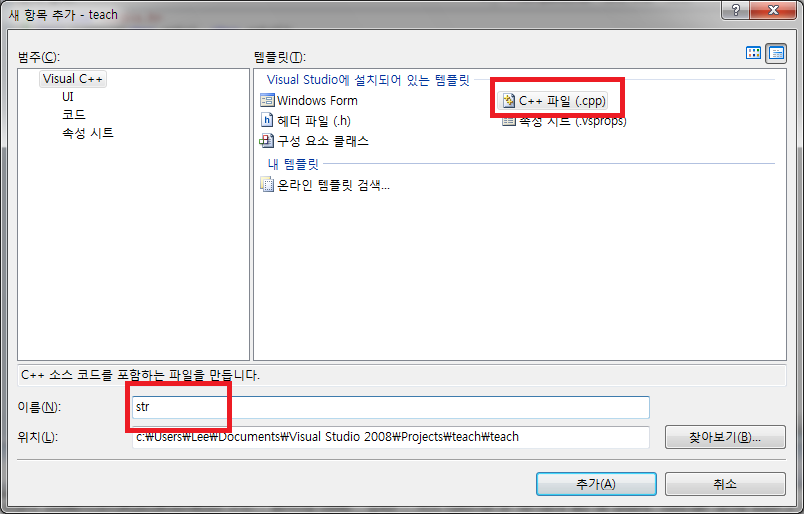 새 항목 추가 - teach
범주(C):
템플릿(T):
Visual C++
UI
코드
속성 시트
Visual Studio에 설치되어 있는 템플릿
Windows Form
C++ 파일 (.cpp)
헤더 파일 (.h)
속성 시트 (.vsprops)
구성 요소 클래스
내 템플릿
온라인 템플릿 검색...
C++ 소스 코드를 포함하는 파일을 만듭니다.
이름(N):
str
위치(L):
c:₩Users₩Lee₩Documents₩Visual Studio 2008₩Projects₩teach₩teach
찾아보기(B)...
추가(A)
취소